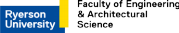 Ryerson
University
Faculty of Engineering
& Architectural
Science